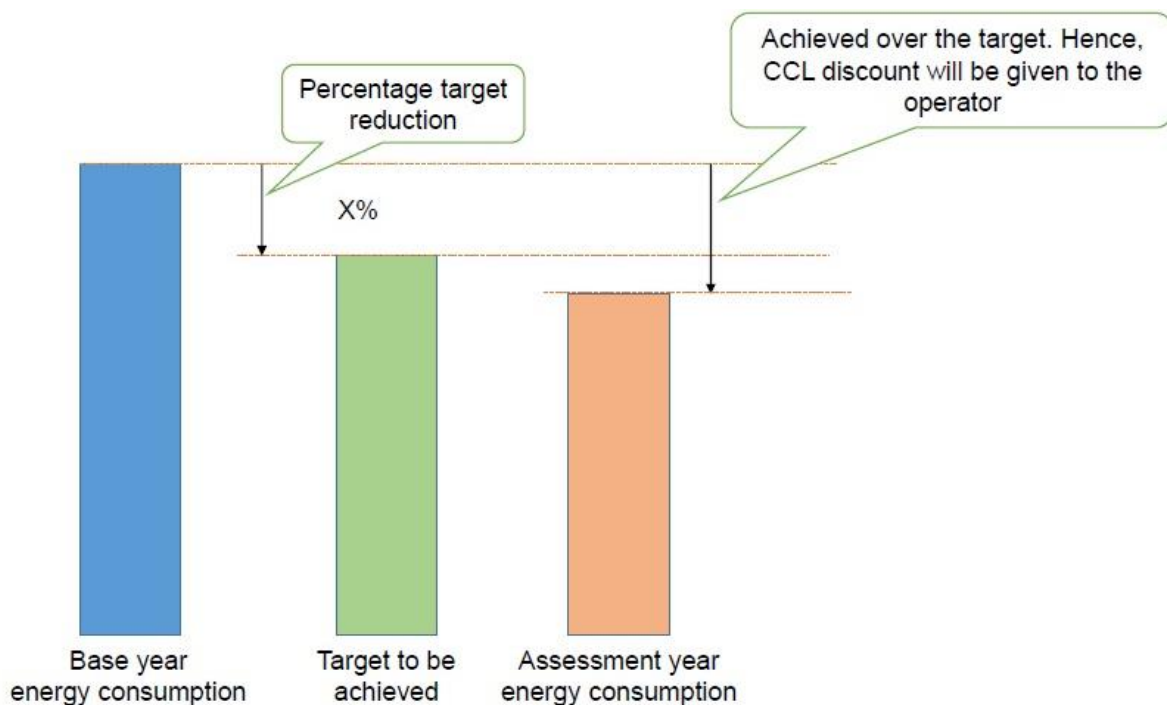 Achieved over the target. Hence,
CCL discount will be given to the
operator
Percentage target
reduction
X%
Base year
energy consumption
Target to be
achieved
Assessment year
energy consumption